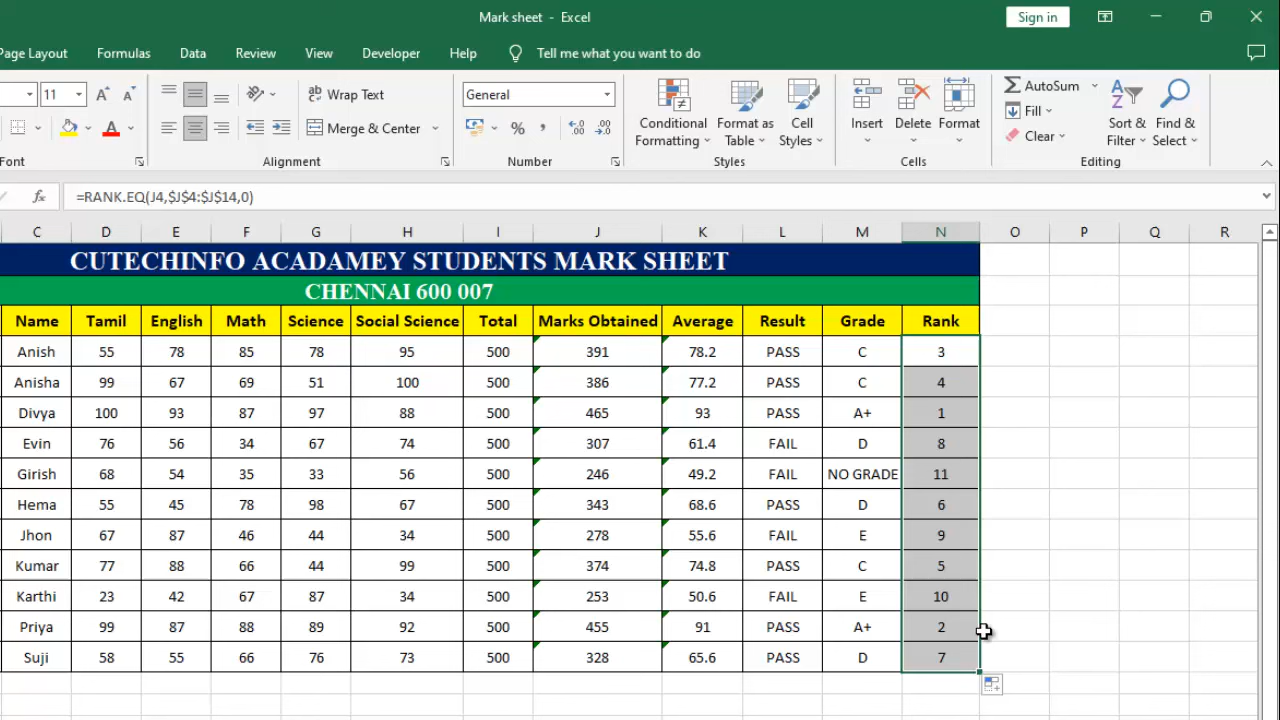 Mark sheet - Excel
Sign in
Page Layout Formulas Data Review View Developer Help Tell me what you want to do
11 A A ab Wrap Text General Conditional Formatting Format as Table Cell Styles Insert Delete Format AutoSum Fill Clear Sort & Filter Find & Select
Merge & Center % , .00 .0
Font Alignment Number Styles Cells Editing
fx =RANK.EQ(J4,$J$4:$J$14,0)
C D E F G H I J K L M N O P Q R
CUTECHINFO ACADAMEY STUDENTS MARK SHEET
CHENNAI 600 007
Name Tamil English Math Science Social Science Total Marks Obtained Average Result Grade Rank
Anish 55 78 85 78 95 500 391 78.2 PASS C 3
Anisha 99 67 69 51 100 500 386 77.2 PASS C 4
Divya 100 93 87 97 88 500 465 93 PASS A+ 1
Evin 76 56 34 67 74 500 307 61.4 FAIL D 8
Girish 68 54 35 33 56 500 246 49.2 FAIL NO GRADE 11
Hema 55 45 78 98 67 500 343 68.6 PASS D 6
Jhon 67 87 46 44 34 500 278 55.6 FAIL E 9
Kumar 77 88 66 44 99 500 374 74.8 PASS C 5
Karthi 23 42 67 87 34 500 253 50.6 FAIL E 10
Priya 99 87 88 89 92 500 455 91 PASS A+ 2
Suji 58 55 66 76 73 500 328 65.6 PASS D 7